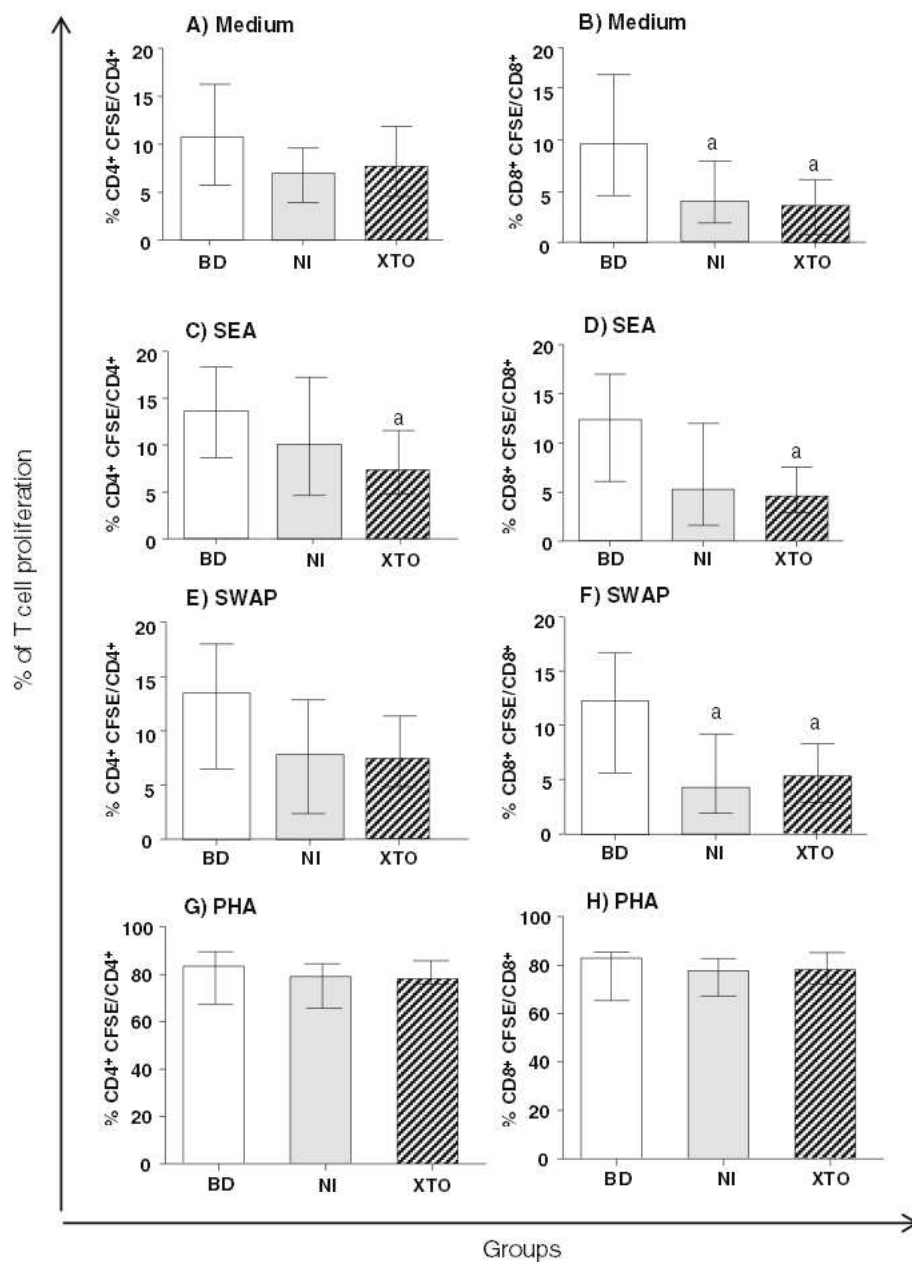 % of T cell proliferation
A) Medium
% CD4+ CFSE/CD4+
20
15
10
5
0
BD NI XTO
B) Medium
% CD8+ CFSE/CD8+
20
15
10
5
0
a
a
BD NI XTO
C) SEA
% CD4+ CFSE/CD4+
20
15
10
5
0
a
BD NI XTO
D) SEA
% CD8+ CFSE/CD8+
20
15
10
5
0
a
BD NI XTO
E) SWAP
% CD4+ CFSE/CD4+
20
15
10
5
0
BD NI XTO
F) SWAP
% CD8+ CFSE/CD8+
20
15
10
5
0
a
a
BD NI XTO
G) PHA
% CD4+ CFSE/CD4+
100
80
60
40
20
0
BD NI XTO
H) PHA
% CD8+ CFSE/CD8+
100
80
60
40
20
0
BD NI XTO
Groups